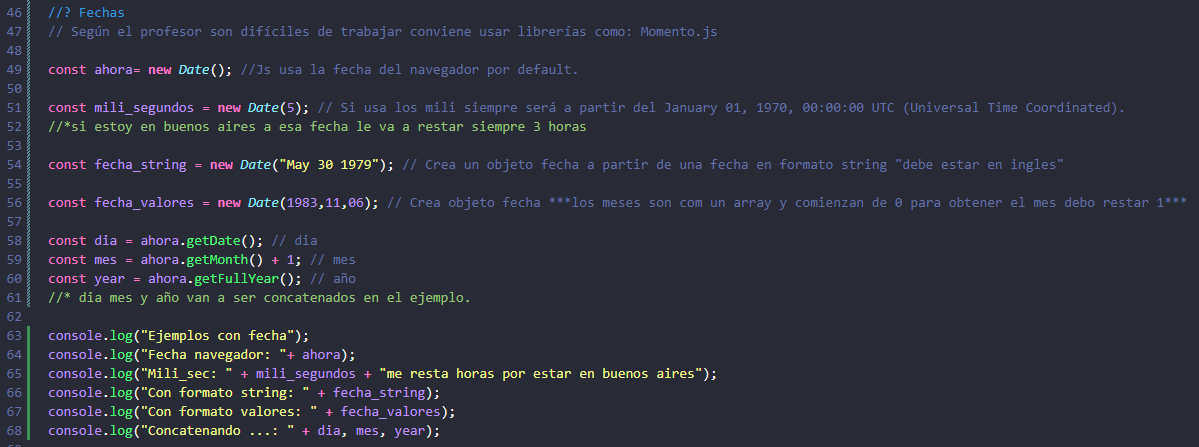 46 //? Fechas
47 // Según el profesor son difíciles de trabajar conviene usar librerías como: Momento.js
48
49 const ahora= new Date(); //Js usa la fecha del navegador por default.
50
51 const mili_segundos = new Date(5); // Si usa los mili siempre será a partir del January 01, 1970, 00:00:00 UTC (Universal Time Coordinated).
52 //*si estoy en buenos aires a esa fecha le va a restar siempre 3 horas
53
54 const fecha_string = new Date("May 30 1979"); // Crea un objeto fecha a partir de una fecha en formato string "debe estar en ingles"
55
56 const fecha_valores = new Date(1983,11,06); // Crea objeto fecha ***los meses son com un array y comienzan de 0 para obtener el mes debo restar 1***
57
58 const dia = ahora.getDate(); // dia
59 const mes = ahora.getMonth() + 1; // mes
60 const year = ahora.getFullYear(); // año
61 //* dia mes y año van a ser concatenados en el ejemplo.
62
63 console.log("Ejemplos con fecha");
64 console.log("Fecha navegador: "+ ahora);
65 console.log("Mili_sec: " + mili_segundos + "me resta horas por estar en buenos aires");
66 console.log("Con formato string: " + fecha_string);
67 console.log("Con formato valores: " + fecha_valores);
68 console.log("Concatenando ...: " + dia, mes, year);